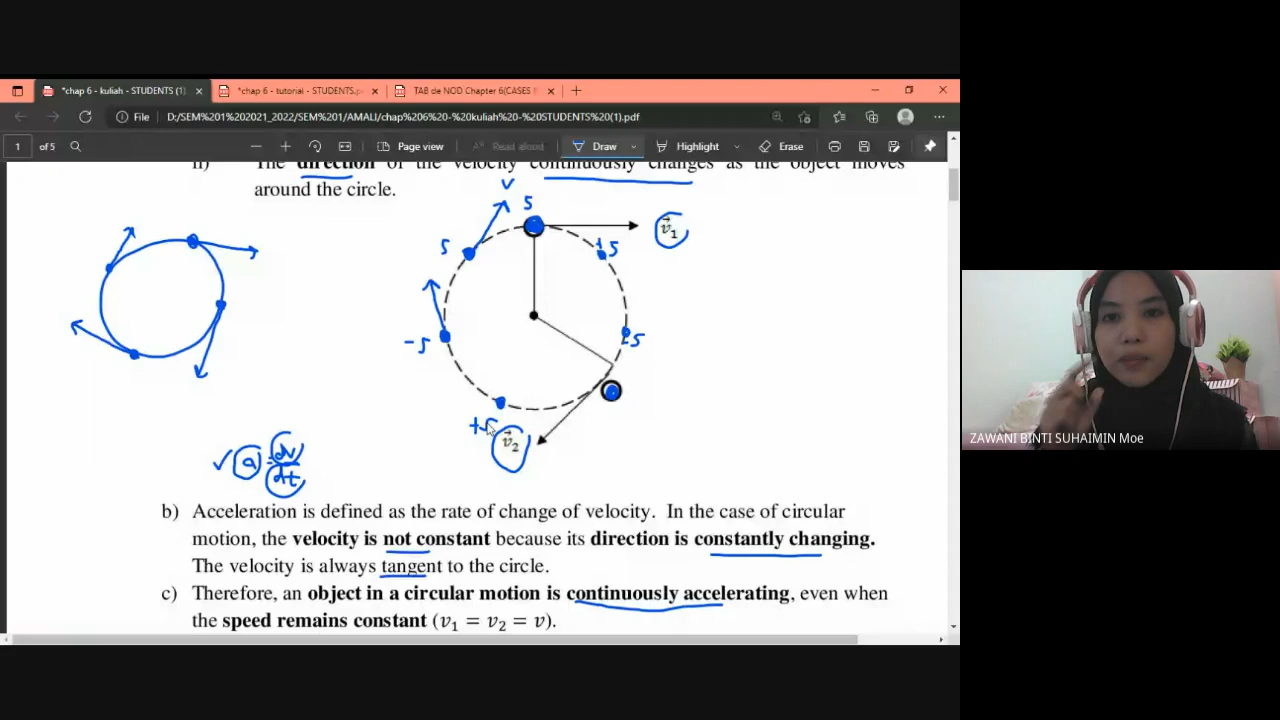 *chap 6 - kuliah - STUDENTS (1)
*chap 6 - tutorial - STUDENTS.p
TAB de NOD Chapter 6(CASES
File
D:/SEM%201%202021_2022/SEM%201/AMALI/chap%206%20-%20kuliah%20-%20STUDENTS%20(1).pdf
1 of 5
Page view
Read aloud
Draw
Highlight
Erase
ii) The direction of the velocity continuously changes as the object moves
around the circle.
v
5
5
v⃗₁
+5
-5
25
+5
v⃗₂
✓ a = dv/dt
b) Acceleration is defined as the rate of change of velocity. In the case of circular
motion, the velocity is not constant because its direction is constantly changing.
The velocity is always tangent to the circle.
c) Therefore, an object in a circular motion is continuously accelerating, even when
the speed remains constant (v₁ = v₂ = v).
ZAWANI BINTI SUHAIMIN Moe